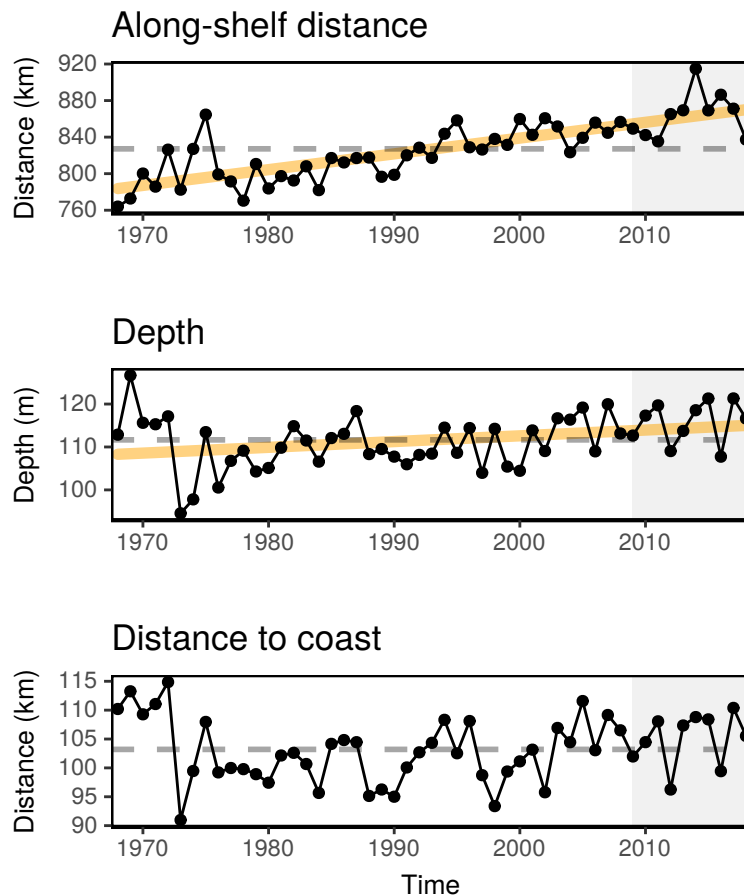 Along-shelf distance
Distance (km)
920
880
840
800
760
1970 1980 1990 2000 2010
Depth
Depth (m)
120
110
100
1970 1980 1990 2000 2010
Distance to coast
Distance (km)
115
110
105
100
95
90
1970 1980 1990 2000 2010
Time